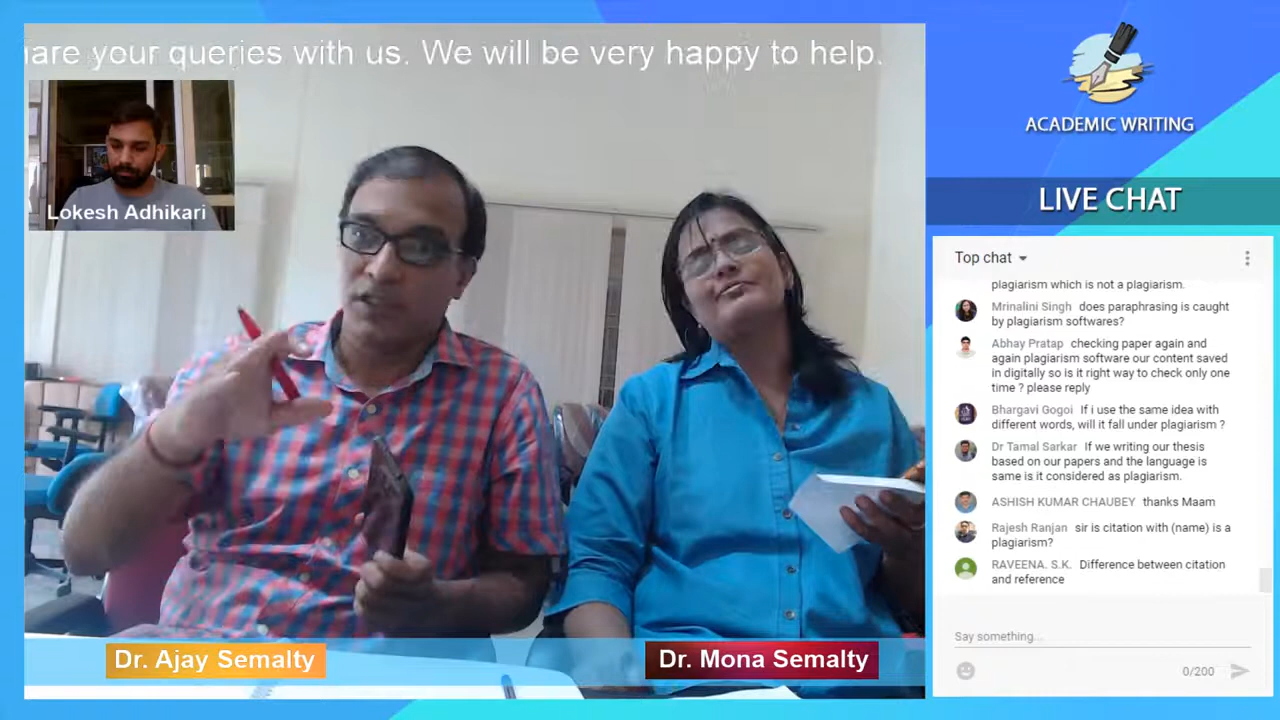 are your queries with us. We will be very happy to help.
Lokesh Adhikari
Dr. Ajay Semalty
Dr. Mona Semalty
ACADEMIC WRITING
LIVE CHAT
Top chat
plagiarism which is not a plagiarism.
Mrinalini Singh does paraphrasing is caught
by plagiarism softwares?
Abhay Pratap checking paper again and
again plagiarism software our content saved
in digitally so is it right way to check only one
time ? please reply
Bhargavi Gogoi If i use the same idea with
different words, will it fall under plagiarism ?
Dr Tamal Sarkar If we writing our thesis
based on our papers and the language is
same is it considered as plagiarism.
ASHISH KUMAR CHAUBEY thanks Maam
Rajesh Ranjan sir is citation with (name) is a
plagiarism?
RAVEENA. S.K. Difference between citation
and reference
Say something...
0/200